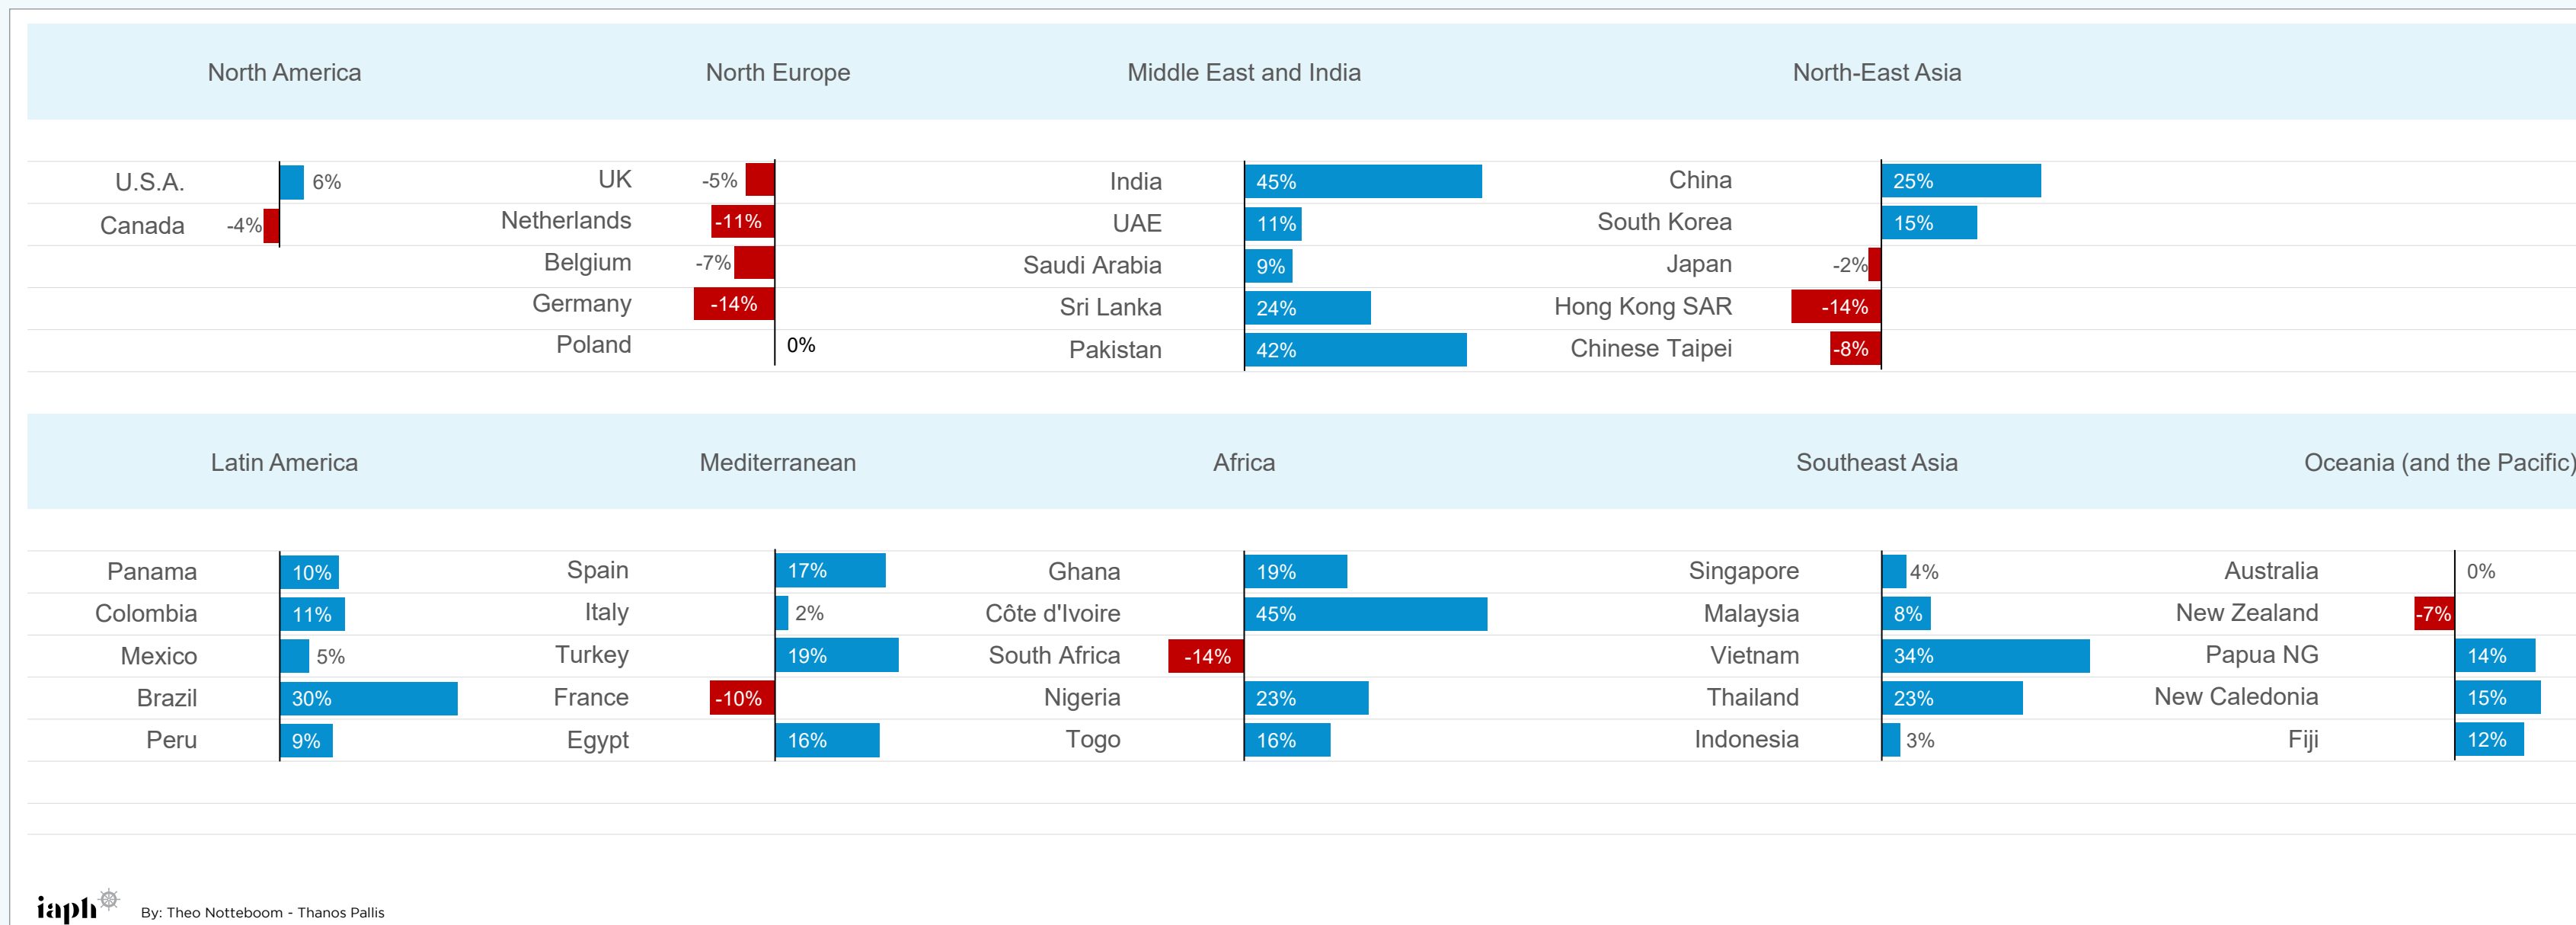 North America North Europe Middle East and India North-East Asia
U.S.A. 6% UK -5% India 45% China 25%
Canada -4% Netherlands -11% UAE 11% South Korea 15%
Belgium -7% Saudi Arabia 9% Japan -2%
Germany -14% Sri Lanka 24% Hong Kong SAR -14%
Poland 0% Pakistan 42% Chinese Taipei -8%
Latin America Mediterranean Africa Southeast Asia Oceania (and the Pacific)
Panama 10% Spain 17% Ghana 19% Singapore 4% Australia 0%
Colombia 11% Italy 2% Côte d'Ivoire 45% Malaysia 8% New Zealand -7%
Mexico 5% Turkey 19% South Africa -14% Vietnam 34% Papua NG 14%
Brazil 30% France -10% Nigeria 23% Thailand 23% New Caledonia 15%
Peru 9% Egypt 16% Togo 16% Indonesia 3% Fiji 12%
iaph By: Theo Notteboom - Thanos Pallis